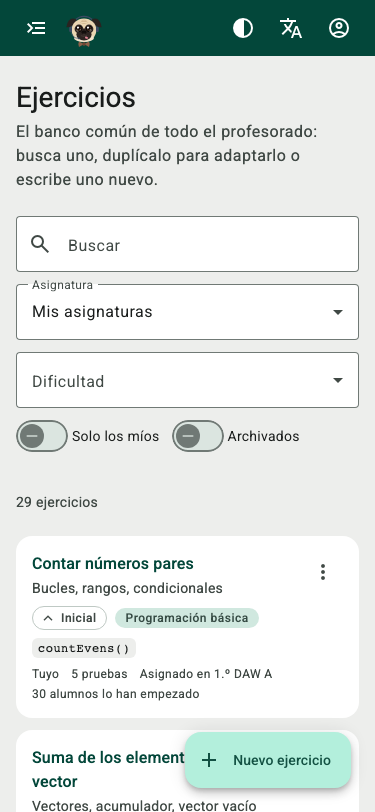 Ejercicios
El banco común de todo el profesorado:
busca uno, duplícalo para adaptarlo o
escribe uno nuevo.
Buscar
Asignatura
Mis asignaturas
Dificultad
Solo los míos Archivados
29 ejercicios
Contar números pares
Bucles, rangos, condicionales
Inicial Programación básica
countEvens()
Tuyo 5 pruebas Asignado en 1.º DAW A
30 alumnos lo han empezado
Suma de los element
vector
Nuevo ejercicio
Vectores, acumulador, vector vacío